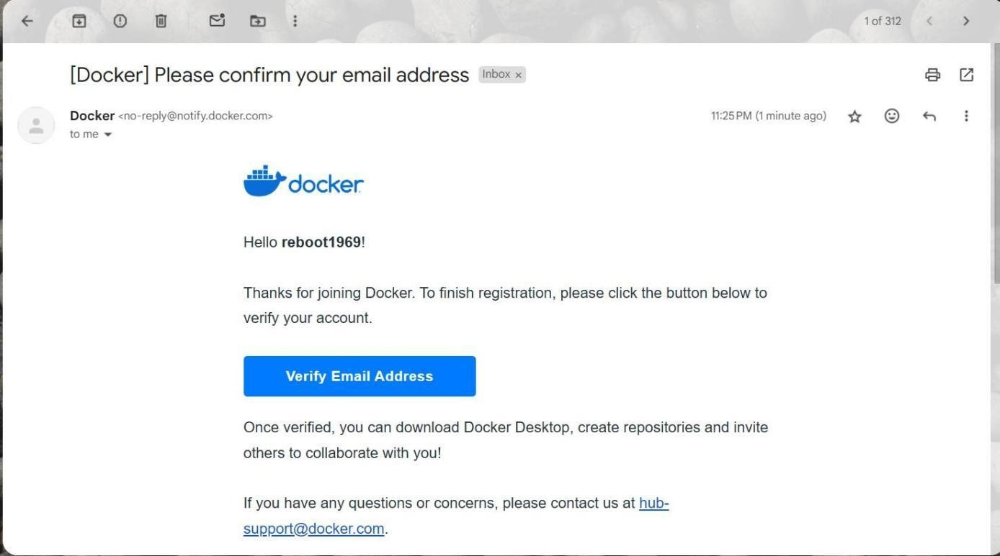 1 of 312
[Docker] Please confirm your email address Inbox ×
Docker <no-reply@notify.docker.com>
11:25 PM (1 minute ago)
to me
docker
Hello reboot1969!
Thanks for joining Docker. To finish registration, please click the button below to
verify your account.
Verify Email Address
Once verified, you can download Docker Desktop, create repositories and invite
others to collaborate with you!
If you have any questions or concerns, please contact us at hub-
support@docker.com.